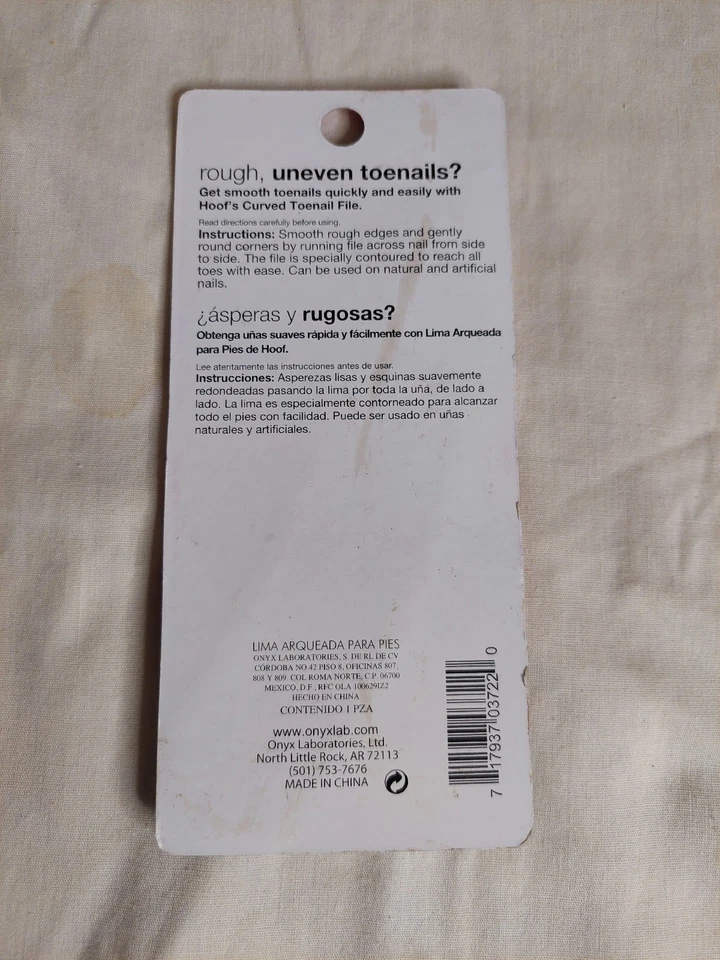 rough, uneven toenails?
Get smooth toenails quickly and easily with
Hoof's Curved Toenail File.
Read directions carefully before using.
Instructions: Smooth rough edges and gently
round corners by running file across nail from side
to side. The file is specially contoured to reach all
toes with ease. Can be used on natural and artificial
nails.
¿ásperas y rugosas?
Obtenga uñas suaves rápida y fácilmente con Lima Arqueada
para Pies de Hoof.
Lee atentamente las instrucciones antes de usar.
Instrucciones: Asperezas lisas y esquinas suavemente
redondeadas pasando la lima por toda la uña, de lado a
lado. La lima es especialmente contorneado para alcanzar
todo el pies con facilidad. Puede ser usado en uñas
naturales y artificiales.
LIMA ARQUEADA PARA PIES
ONYX LABORATORIES, S. DE RL DE CV
CÓRDOBA NO.42 PISO 8, OFICINAS 807,
808 Y 809. COL ROMA NORTE, C.P. 06700
MEXICO, D.F., RFC OLA 100629IZ2
HECHO EN CHINA
CONTENIDO 1 PZA
www.onyxlab.com
Onyx Laboratories, Ltd.
North Little Rock, AR 72113
(501) 753-7676
MADE IN CHINA
7 17937 03722 0